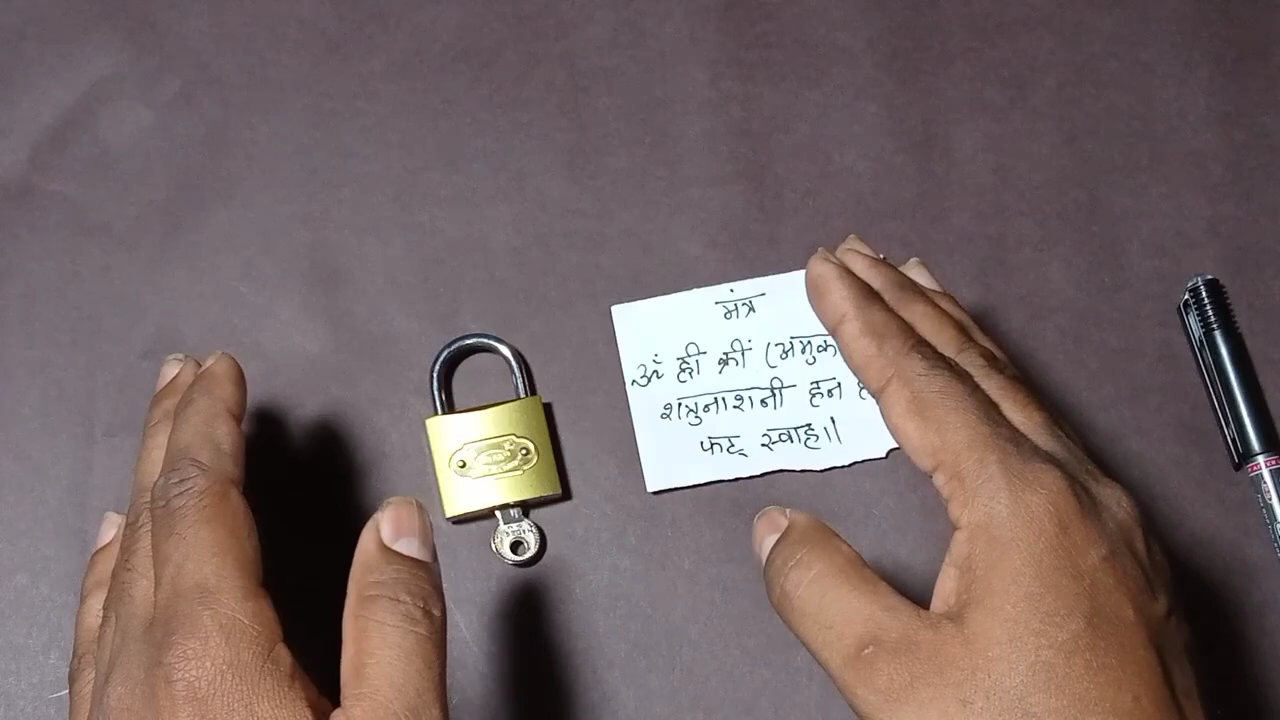 मंत्र
ॐ ह्री क्रीं (अमुक
शत्रुनाशनी हन
फट् स्वाहा।।